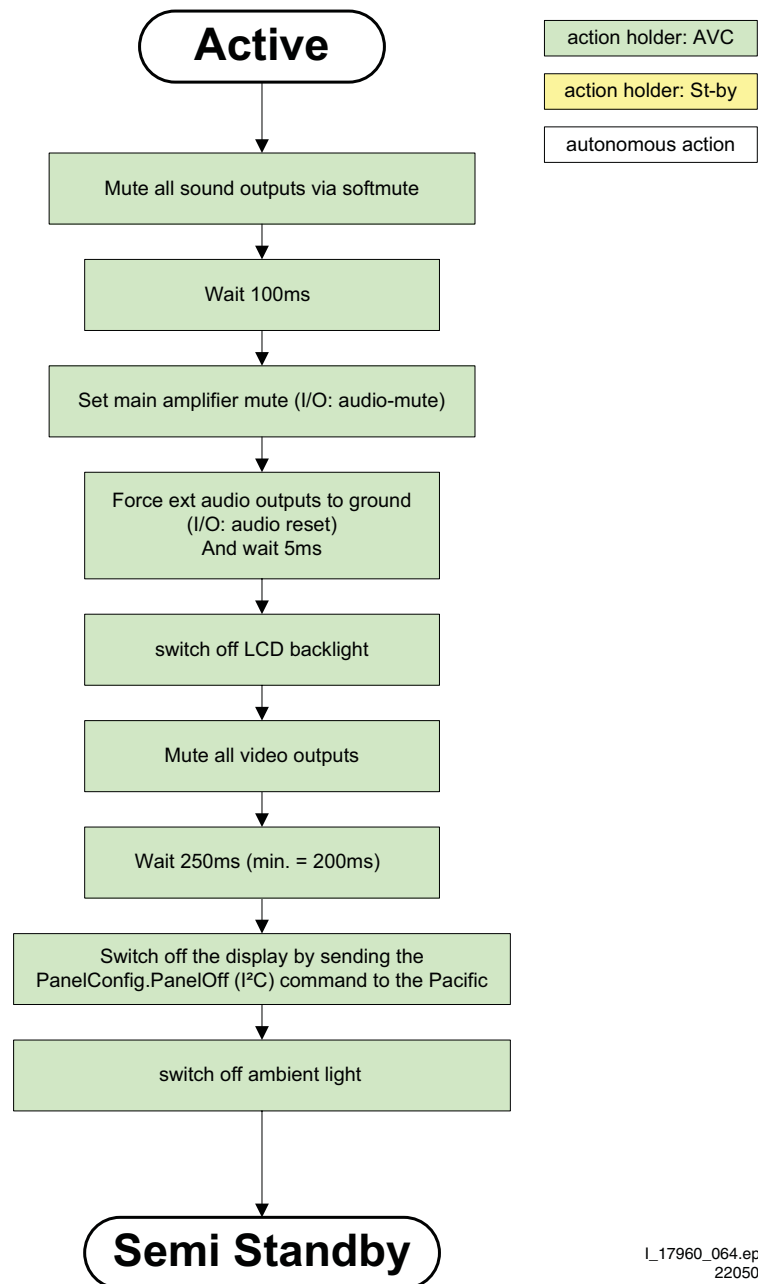 Active
action holder: AVC
action holder: St-by
autonomous action
Mute all sound outputs via softmute
Wait 100ms
Set main amplifier mute (I/O: audio-mute)
Force ext audio outputs to ground
(I/O: audio reset)
And wait 5ms
switch off LCD backlight
Mute all video outputs
Wait 250ms (min. = 200ms)
Switch off the display by sending the
PanelConfig.PanelOff (I²C) command to the Pacific
switch off ambient light
Semi Standby
I_17960_064.ep
22050